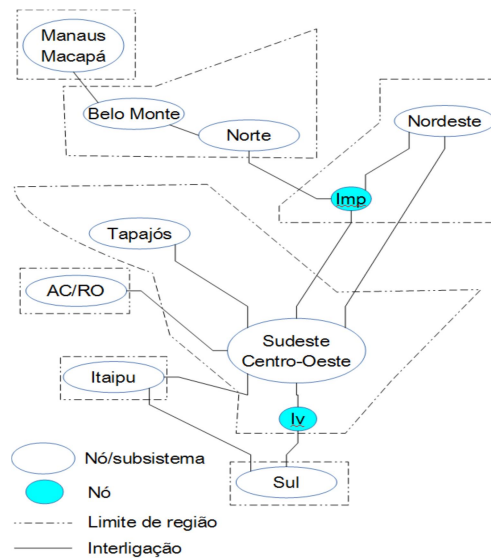 Manaus
Macapá
Belo Monte
Norte
Nordeste
Imp
Tapajós
AC/RO
Sudeste
Centro-Oeste
Itaipu
Iv
Sul
Nó/subsistema
Nó
Limite de região
Interligação